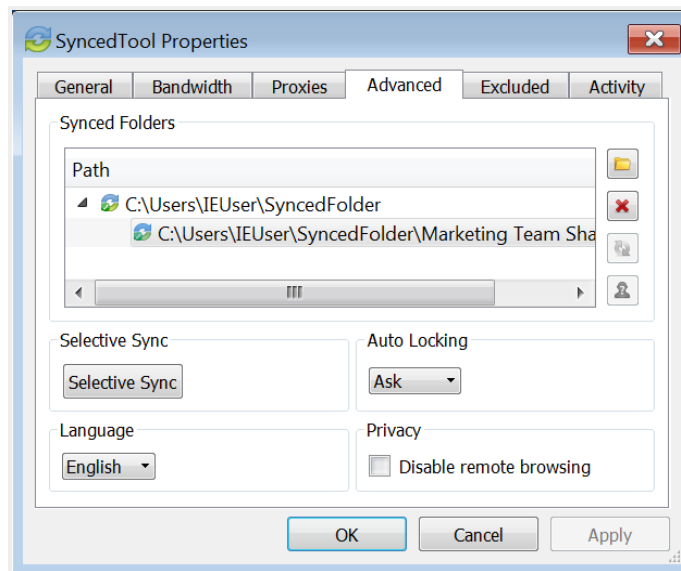 SyncedTool Properties
General Bandwidth Proxies Advanced Excluded Activity
Synced Folders
Path
C:\Users\IEUser\SyncedFolder
C:\Users\IEUser\SyncedFolder\Marketing Team Sha
Selective Sync
Auto Locking
Selective Sync
Ask
Language
Privacy
English
Disable remote browsing
OK Cancel Apply